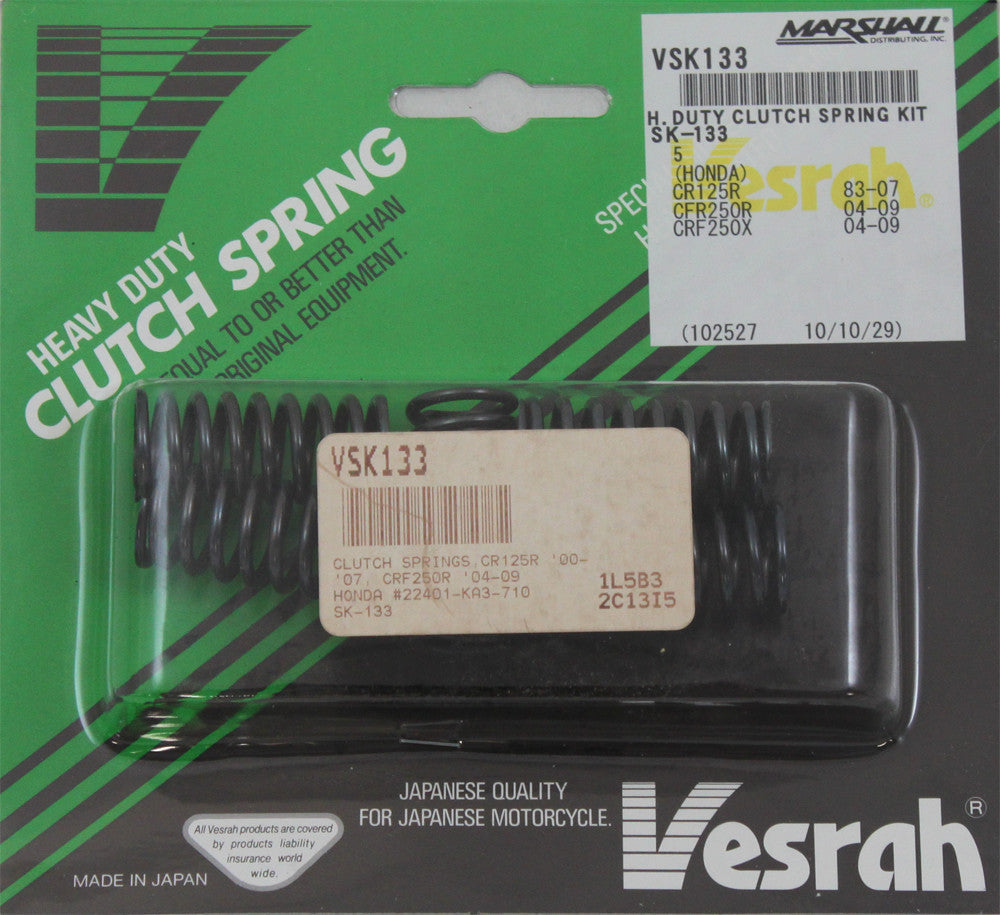 MARSHALL
DISTRIBUTING, INC.
VSK133
H. DUTY CLUTCH SPRING KIT
SK-133
5
(HONDA)
CR125R 83-07
CFR250R 04-09
CRF250X 04-09
(102527 10/10/29)
Vesrah®
HEAVY DUTY
CLUTCH SPRING
EQUAL TO OR BETTER THAN
ORIGINAL EQUIPMENT.
VSK133
CLUTCH SPRINGS,CR125R '00-
'07, CRF250R '04-09
HONDA #22401-KA3-710
SK-133
1L5B3
2C13I5
JAPANESE QUALITY
FOR JAPANESE MOTORCYCLE.
Vesrah®
All Vesrah products are covered
by products liability
insurance world
wide.
MADE IN JAPAN